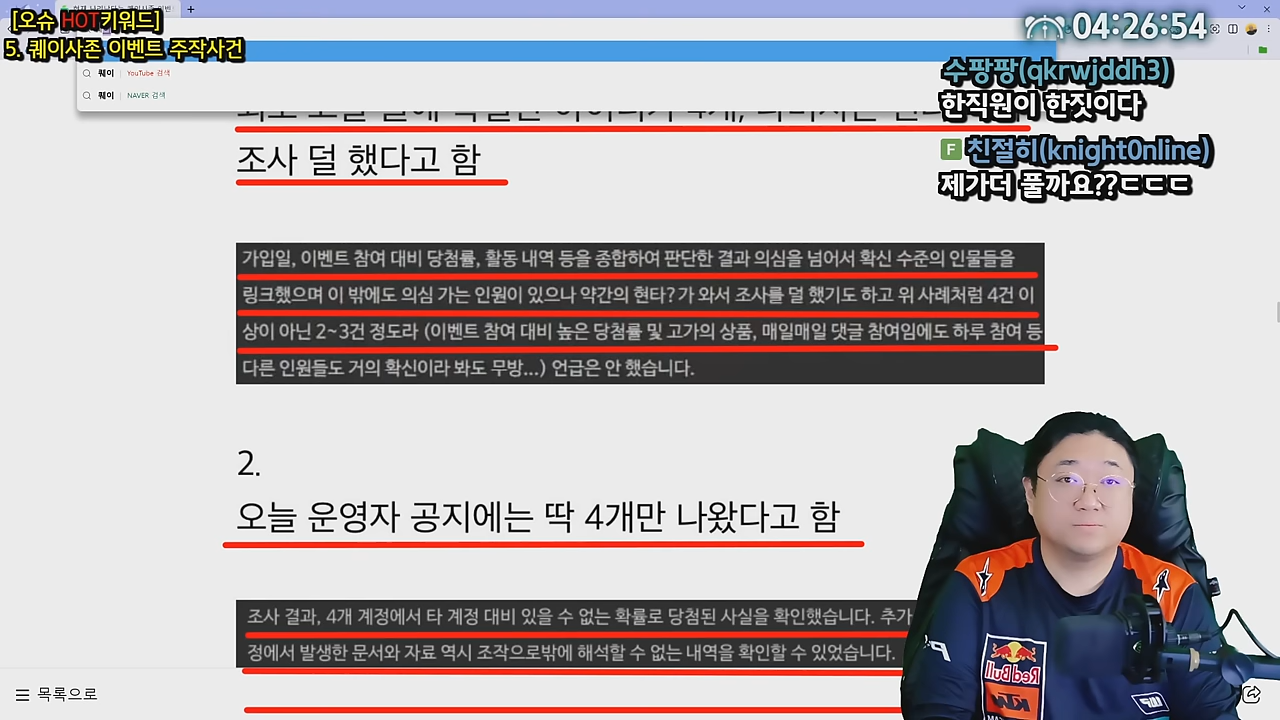 [오슈 HOT키워드]
5. 퀘이사존 이벤트 주작사건
04:26:54
퀘이 | YouTube 검색
퀘이 | NAVER 검색
수팡팡(qkrwjddh3)
한직원이 한짓이다
F 친절히(knight0nline)
제가더 풀까요??ㄷㄷㄷ
조사 덜 했다고 함
가입일, 이벤트 참여 대비 당첨률, 활동 내역 등을 종합하여 판단한 결과 의심을 넘어서 확신 수준의 인물들을
링크했으며 이 밖에도 의심 가는 인원이 있으나 약간의 현타?가 와서 조사를 덜 했기도 하고 위 사례처럼 4건 이
상이 아닌 2~3건 정도라 (이벤트 참여 대비 높은 당첨률 및 고가의 상품, 매일매일 댓글 참여임에도 하루 참여 등
다른 인원들도 거의 확신이라 봐도 무방...) 언급은 안 했습니다.
2.
오늘 운영자 공지에는 딱 4개만 나왔다고 함
조사 결과, 4개 계정에서 타 계정 대비 있을 수 없는 확률로 당첨된 사실을 확인했습니다. 추가
정에서 발생한 문서와 자료 역시 조작으로밖에 해석할 수 없는 내역을 확인할 수 있었습니다.
목록으로
Red Bull
KTM